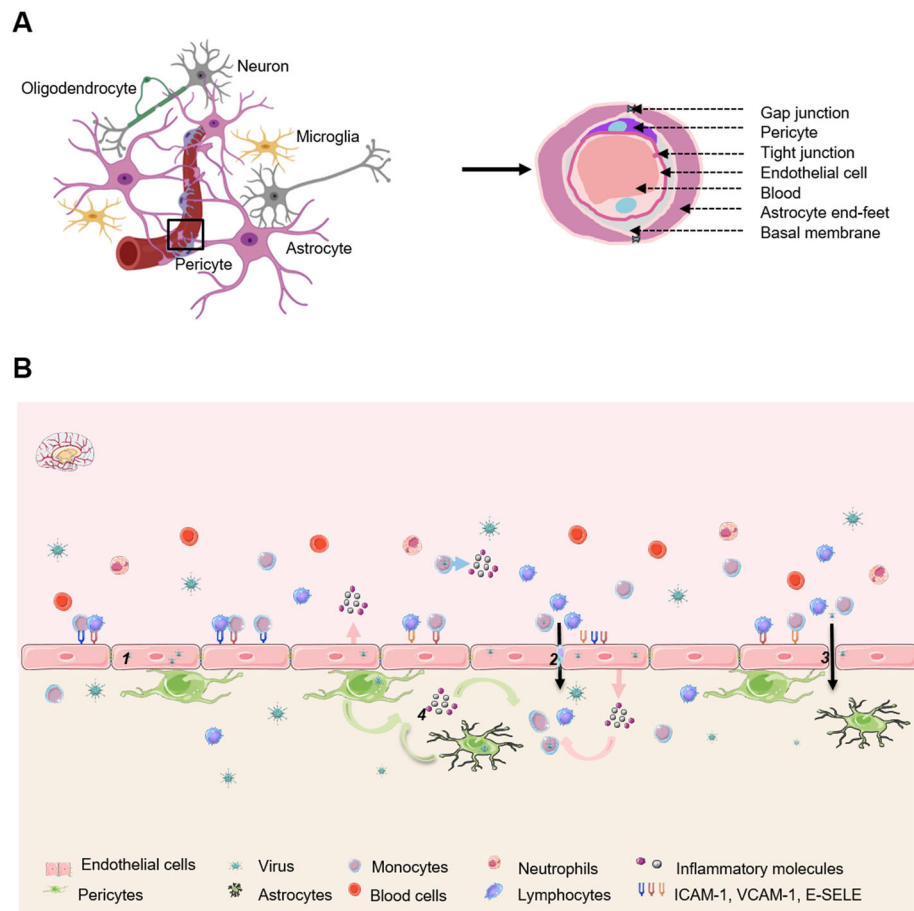 A
Neuron
Oligodendrocyte
Microglia
Astrocyte
Pericyte
Gap junction
Pericyte
Tight junction
Endothelial cell
Blood
Astrocyte end-feet
Basal membrane
B
1
2
3
4
Endothelial cells
Virus
Monocytes
Neutrophils
Inflammatory molecules
Pericytes
Astrocytes
Blood cells
Lymphocytes
ICAM-1, VCAM-1, E-SELE